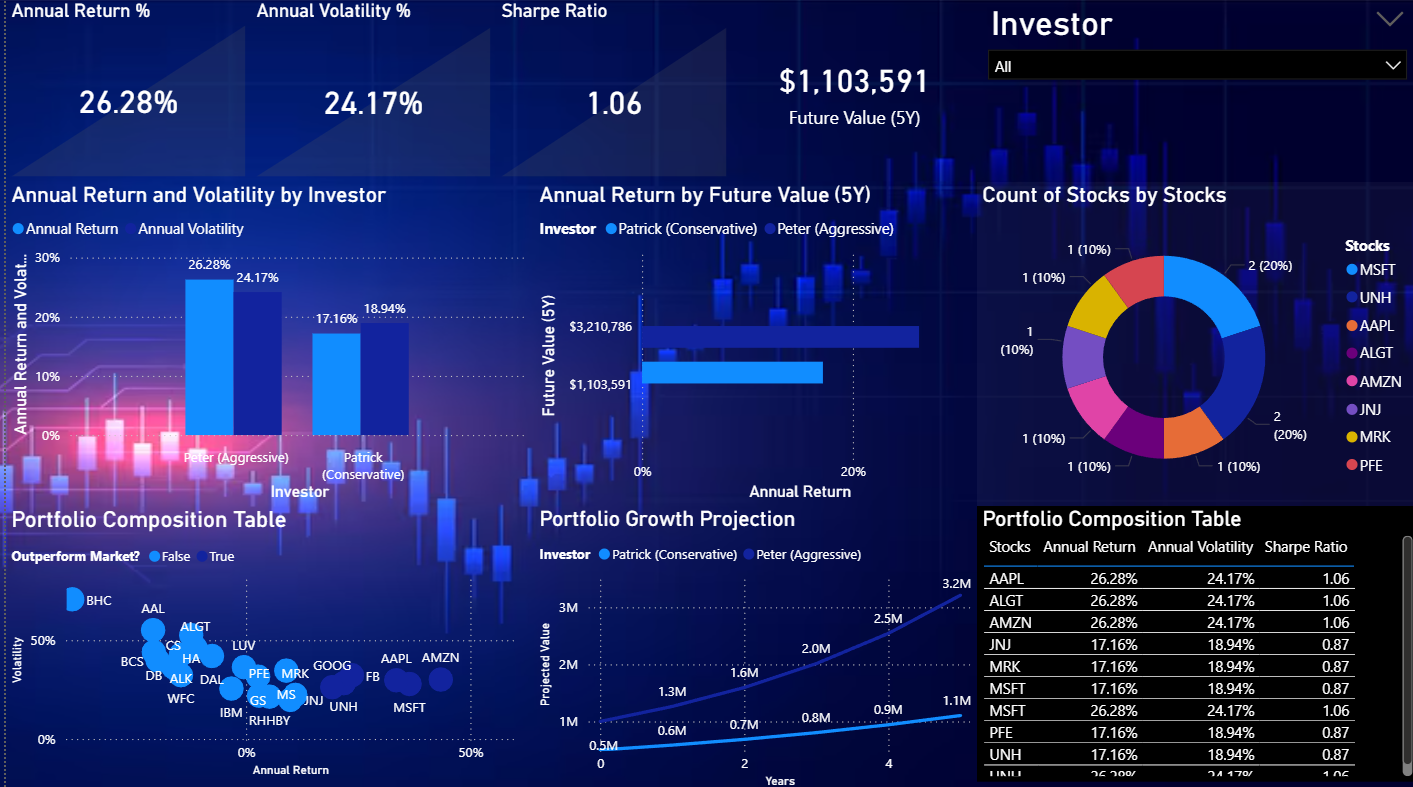 Annual Return %
26.28%
Annual Volatility %
24.17%
Sharpe Ratio
1.06
$1,103,591
Future Value (5Y)
Investor
All
Annual Return and Volatility by Investor
Annual Return Annual Volatility
Annual Return and Volat...
30%
20%
10%
0%
26.28%
24.17%
17.16%
18.94%
Peter (Aggressive)
Patrick
(Conservative)
Investor
Annual Return by Future Value (5Y)
Investor Patrick (Conservative) Peter (Aggressive)
Future Value (5Y)
$3,210,786
$1,103,591
0% 20%
Annual Return
Count of Stocks by Stocks
2 (20%)
2
(20%)
1 (10%)
1 (10%)
1 (10%)
1
(10%)
1 (10%)
1 (10%)
Stocks
MSFT
UNH
AAPL
ALGT
AMZN
JNJ
MRK
PFE
Portfolio Composition Table
Outperform Market? False True
Volatility
50%
0%
BHC
AAL
ALGT
CS
BCS
HA
DB
ALK
WFC
DAL
LUV
IBM
PFE
GS
RHHBY
MS
MRK
JNJ
GOOG
UNH
FB
AAPL
MSFT
AMZN
0% 50%
Annual Return
Portfolio Growth Projection
Investor Patrick (Conservative) Peter (Aggressive)
Projected Value
3M
2M
1M
1.3M
1.6M
2.0M
2.5M
3.2M
0.5M
0.6M
0.7M
0.8M
0.9M
1.1M
0 2 4
Years
Portfolio Composition Table
Stocks Annual Return Annual Volatility Sharpe Ratio
AAPL 26.28% 24.17% 1.06
ALGT 26.28% 24.17% 1.06
AMZN 26.28% 24.17% 1.06
JNJ 17.16% 18.94% 0.87
MRK 17.16% 18.94% 0.87
MSFT 17.16% 18.94% 0.87
MSFT 26.28% 24.17% 1.06
PFE 17.16% 18.94% 0.87
UNH 17.16% 18.94% 0.87
UNH 26.28% 24.17% 1.06